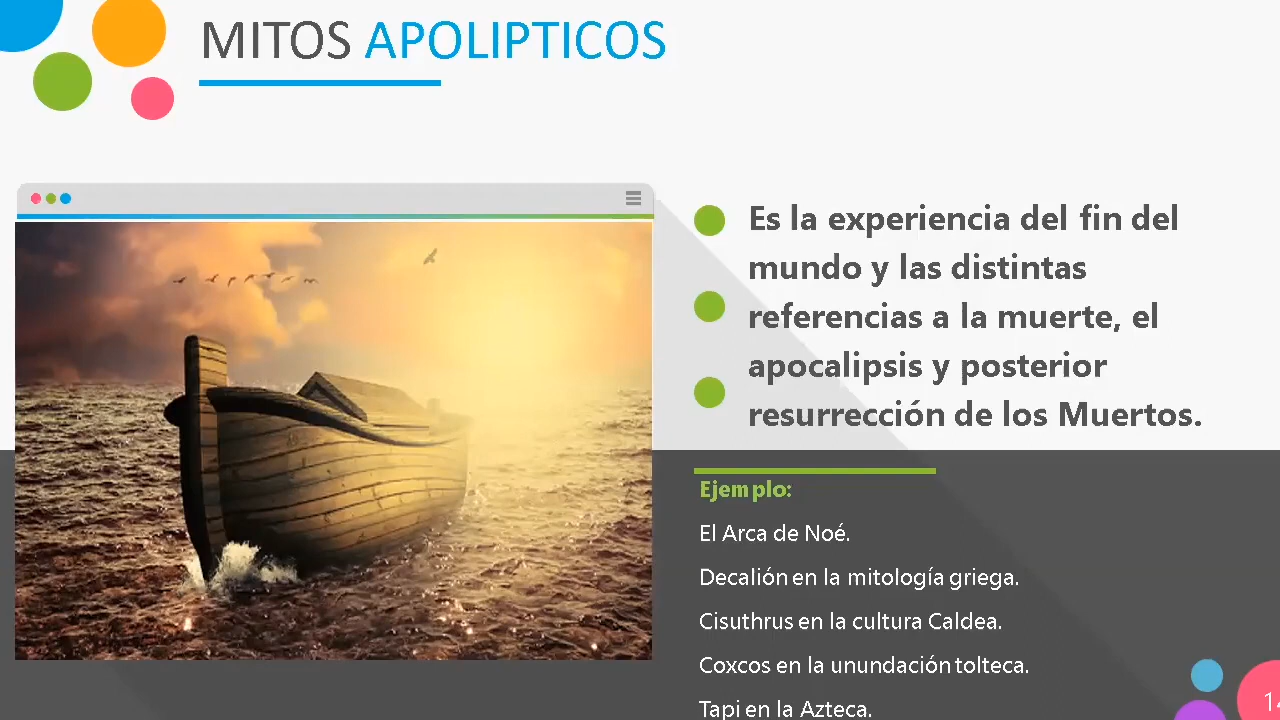 MITOS APOLIPTICOS
Es la experiencia del fin del
mundo y las distintas
referencias a la muerte, el
apocalipsis y posterior
resurrección de los Muertos.
Ejemplo:
El Arca de Noé.
Decalión en la mitología griega.
Cisuthrus en la cultura Caldea.
Coxcos en la unundación tolteca.
Tapi en la Azteca.